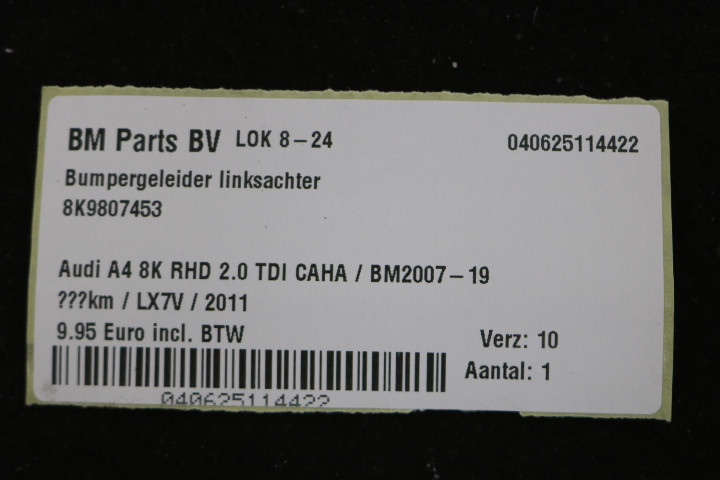 BM Parts BV LOK 8-24 040625114422
Bumpergeleider linksachter
8K9807453
Audi A4 8K RHD 2.0 TDI CAHA / BM2007-19
???km / LX7V / 2011
9.95 Euro incl. BTW Verz: 10
Aantal: 1
040625114422